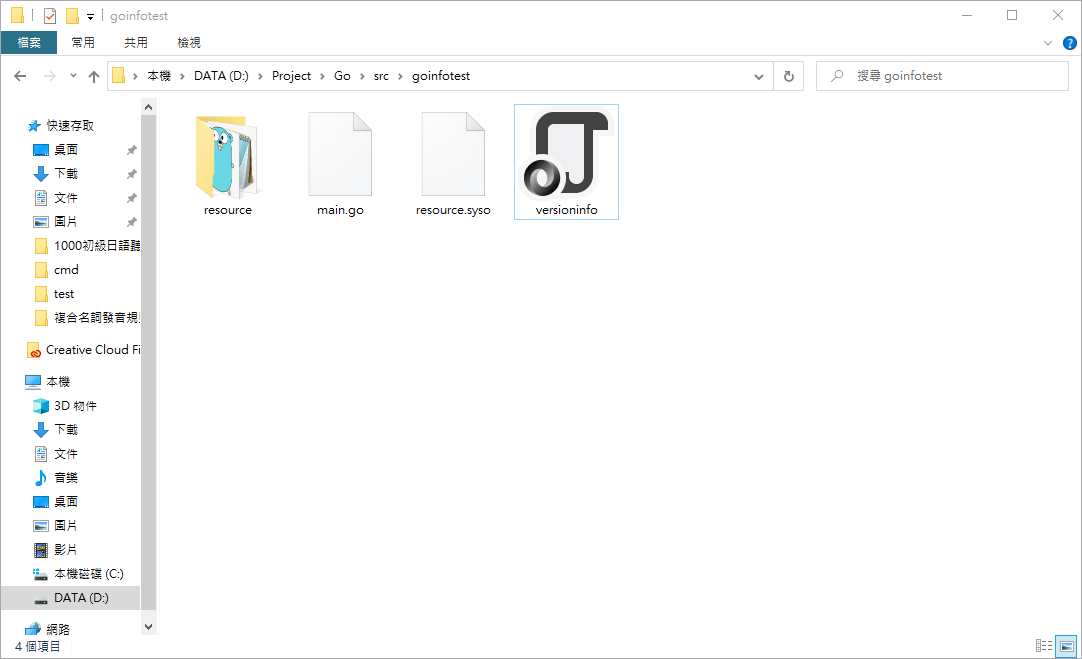 goinfotest
檔案 常用 共用 檢視
本機 DATA (D:) Project Go src goinfotest 搜尋 goinfotest
快速存取
桌面
下載
文件
圖片
1000初級日語聽
cmd
test
複合名詞發音規
Creative Cloud Fi
本機
3D 物件
下載
文件
音樂
桌面
圖片
影片
本機磁碟 (C:)
DATA (D:)
網路
resource main.go resource.syso versioninfo
4 個項目